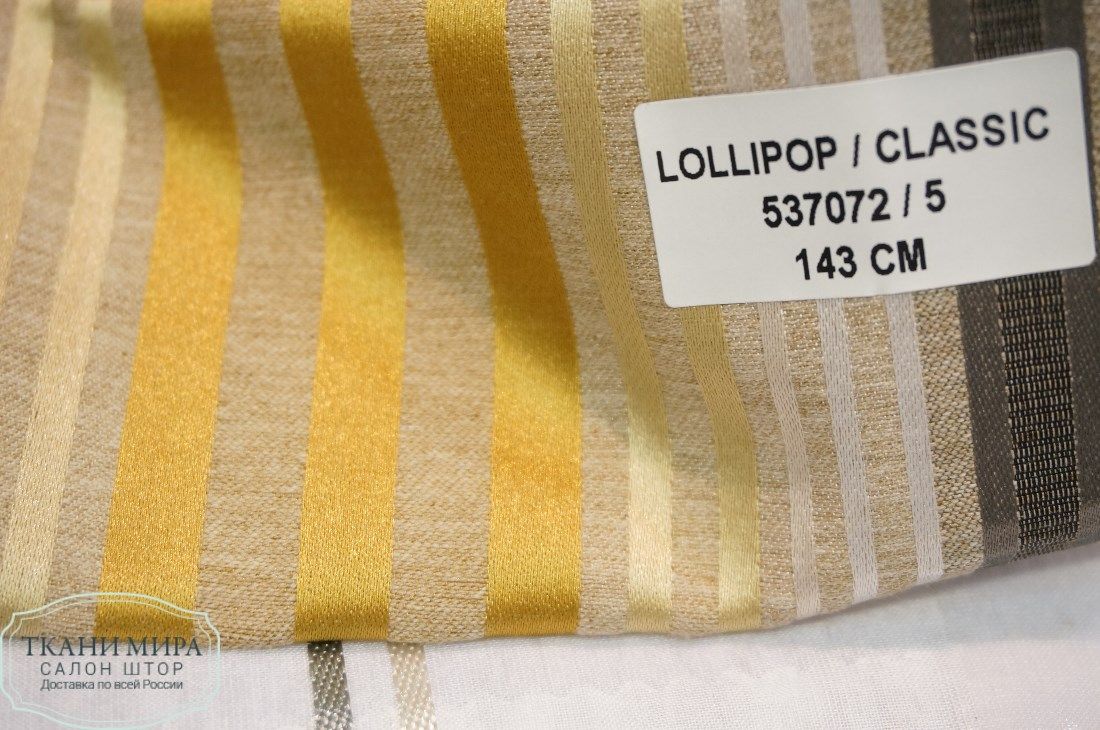 LOLLIPOP / CLASSIC
537072 / 5
143 CM
ТКАНИ МИРА
САЛОН ШТОР
Доставка по всей России